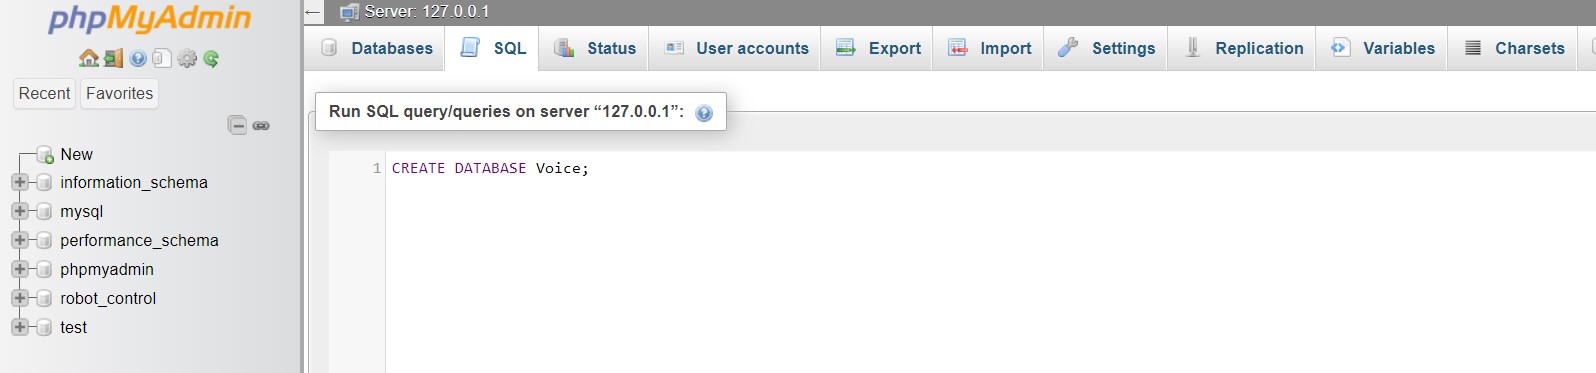 phpMyAdmin
Recent
Favorites
New
information_schema
mysql
performance_schema
phpmyadmin
robot_control
test
← Server: 127.0.0.1
Databases
SQL
Status
User accounts
Export
Import
Settings
Replication
Variables
Charsets
Run SQL query/queries on server “127.0.0.1”:
1 CREATE DATABASE Voice;